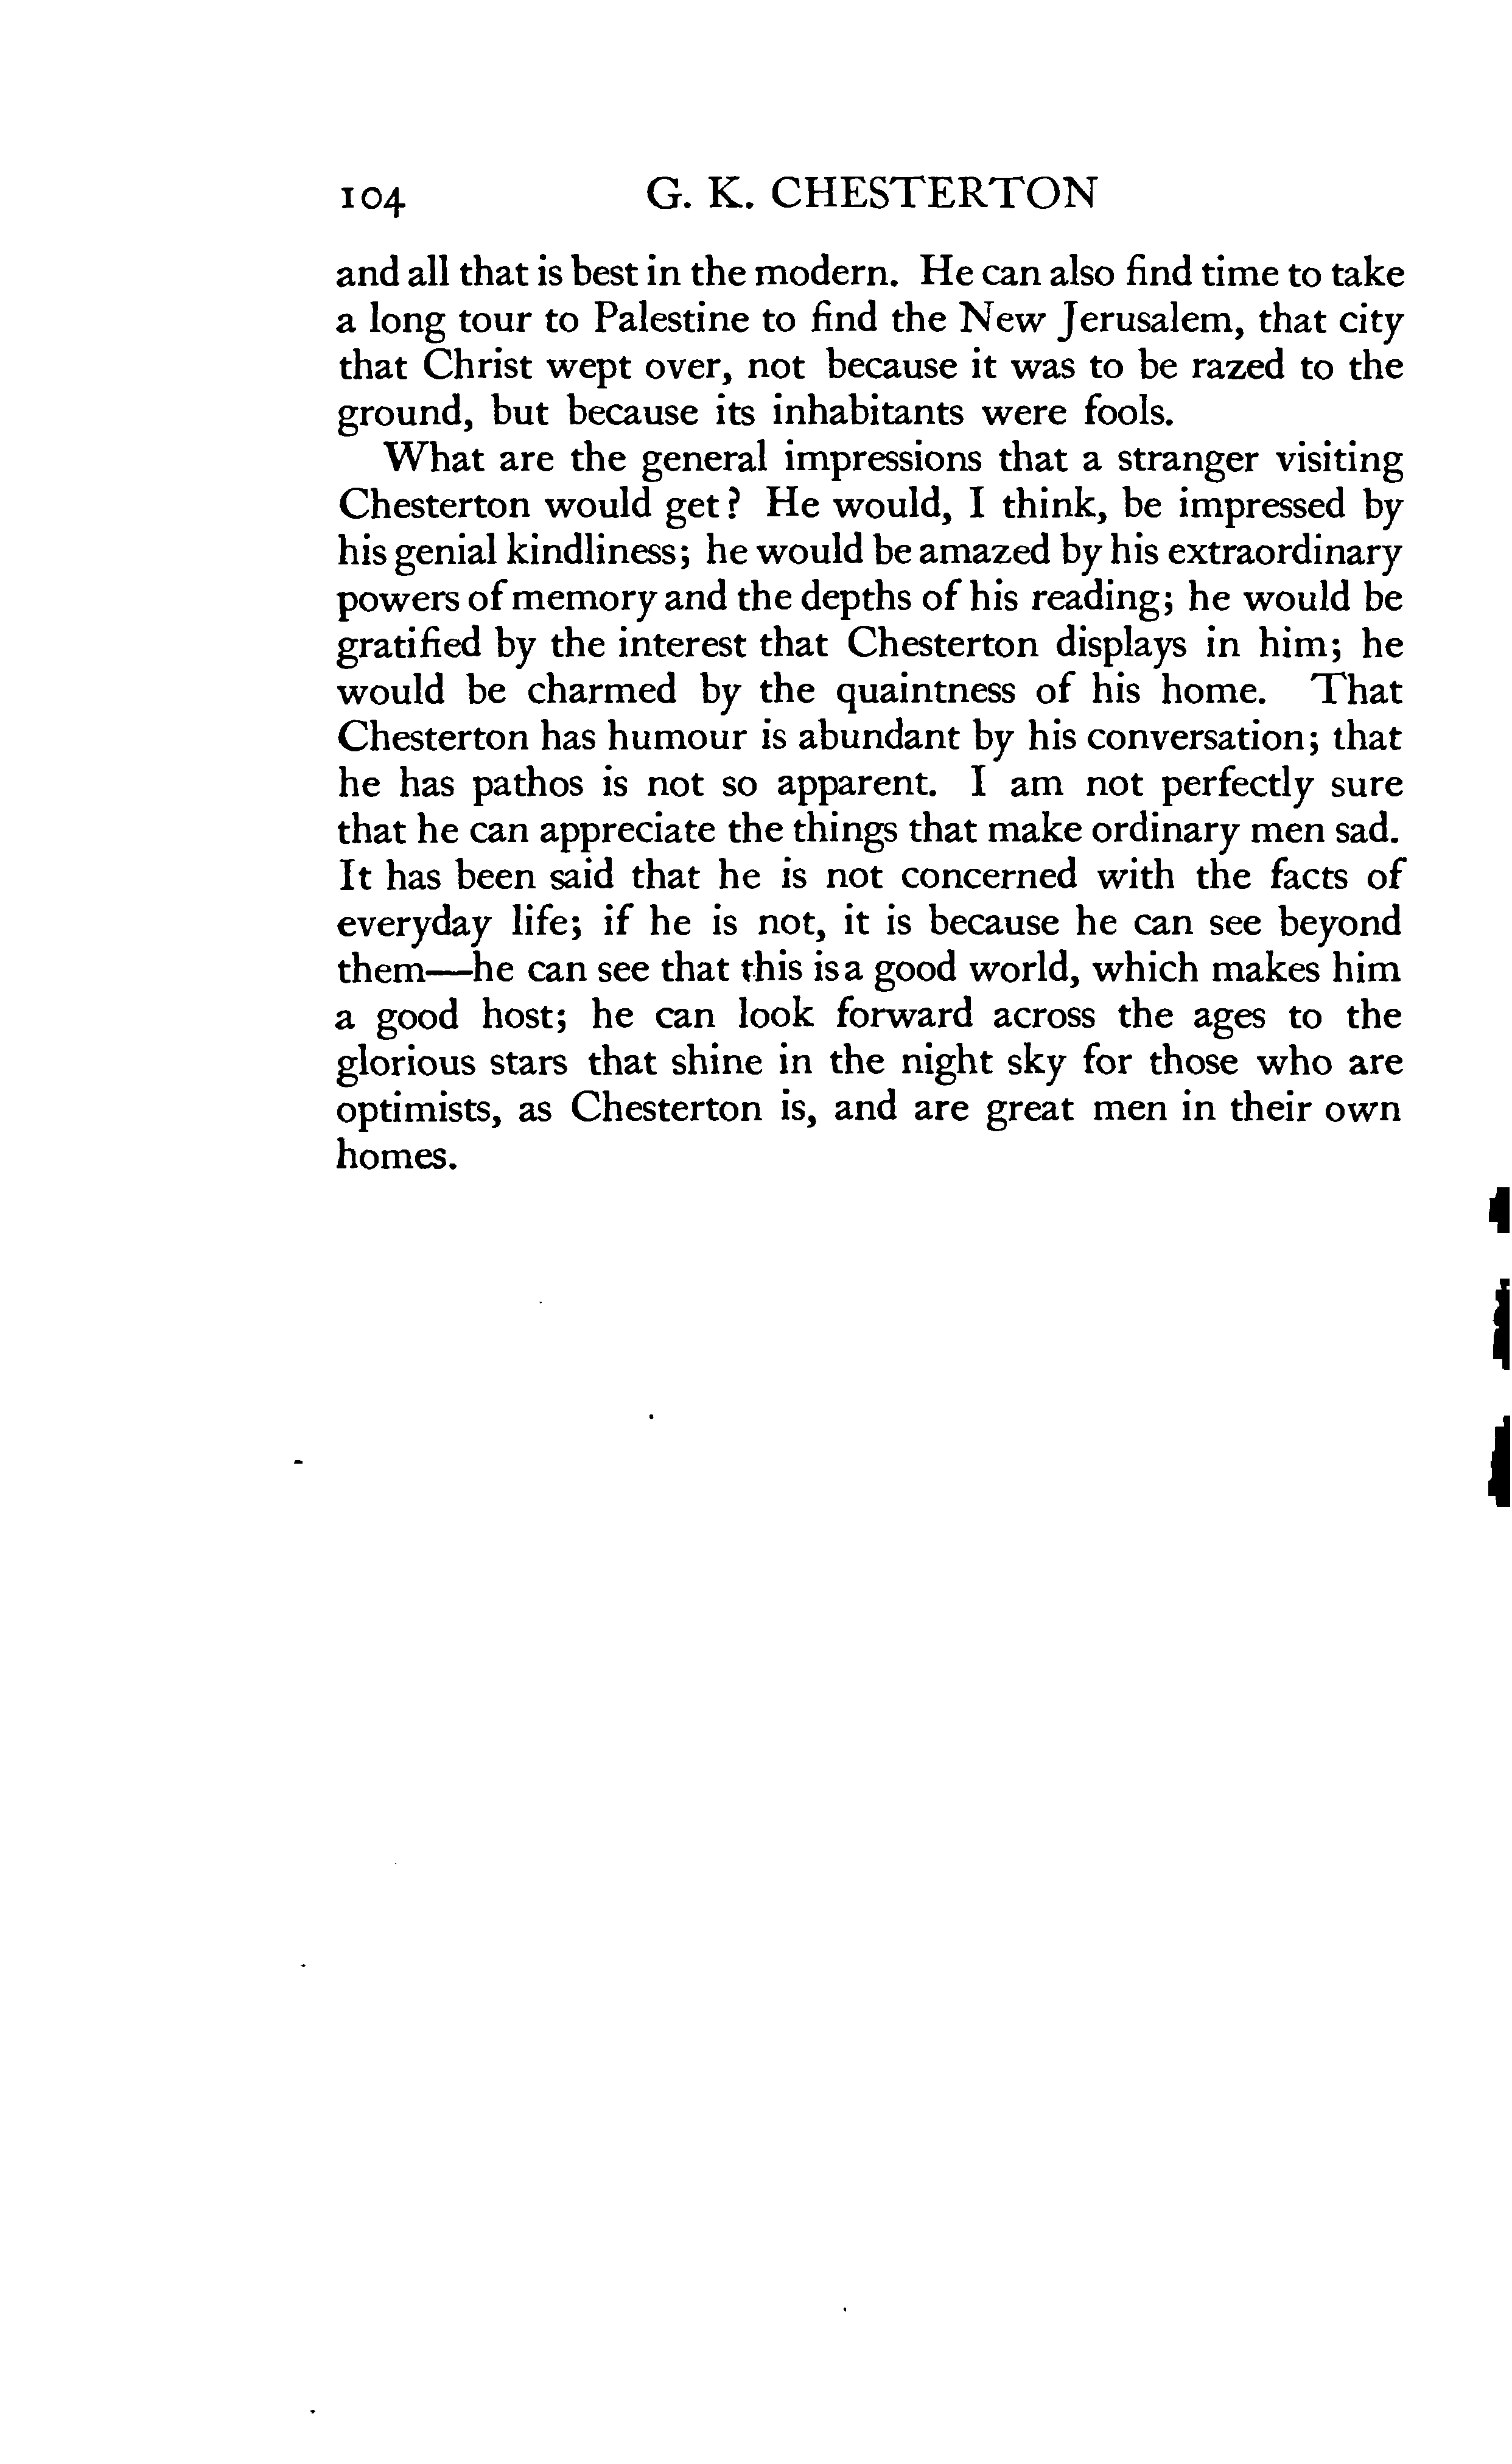 104 G. K. CHESTERTON
and all that is best in the modern. He can also find time to take
a long tour to Palestine to find the New Jerusalem, that city
that Christ wept over, not because it was to be razed to the
ground, but because its inhabitants were fools.
What are the general impressions that a stranger visiting
Chesterton would get? He would, I think, be impressed by
his genial kindliness; he would be amazed by his extraordinary
powers of memory and the depths of his reading; he would be
gratified by the interest that Chesterton displays in him; he
would be charmed by the quaintness of his home. That
Chesterton has humour is abundant by his conversation; that
he has pathos is not so apparent. I am not perfectly sure
that he can appreciate the things that make ordinary men sad.
It has been said that he is not concerned with the facts of
everyday life; if he is not, it is because he can see beyond
them—he can see that this is a good world, which makes him
a good host; he can look forward across the ages to the
glorious stars that shine in the night sky for those who are
optimists, as Chesterton is, and are great men in their own
homes.